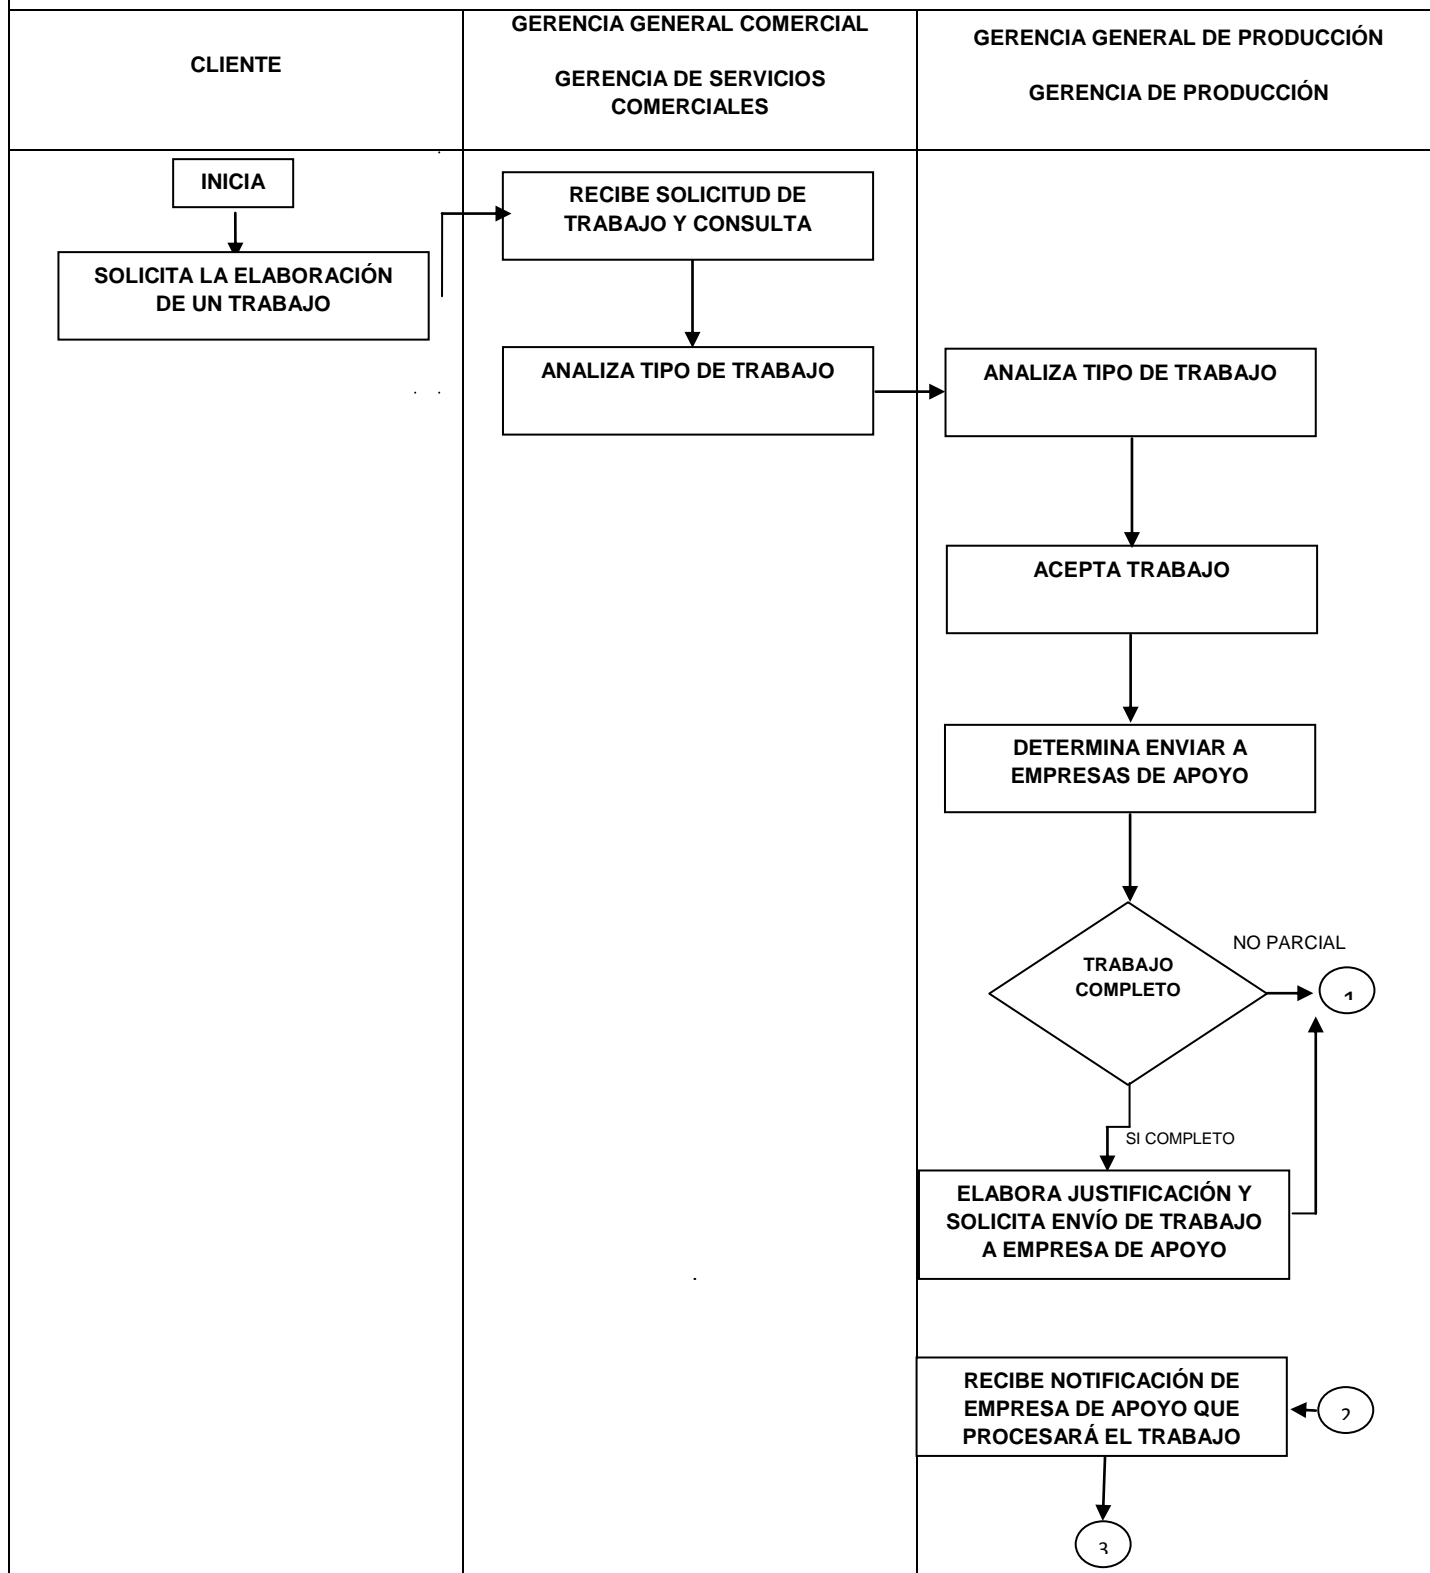 CLIENTE
GERENCIA GENERAL COMERCIAL
GERENCIA DE SERVICIOS
COMERCIALES
GERENCIA GENERAL DE PRODUCCIÓN
GERENCIA DE PRODUCCIÓN
INICIA
SOLICITA LA ELABORACIÓN
DE UN TRABAJO
RECIBE SOLICITUD DE
TRABAJO Y CONSULTA
ANALIZA TIPO DE TRABAJO
ANALIZA TIPO DE TRABAJO
ACEPTA TRABAJO
DETERMINA ENVIAR A
EMPRESAS DE APOYO
TRABAJO
COMPLETO
NO PARCIAL
1
SI COMPLETO
ELABORA JUSTIFICACIÓN Y
SOLICITA ENVÍO DE TRABAJO
A EMPRESA DE APOYO
RECIBE NOTIFICACIÓN DE
EMPRESA DE APOYO QUE
PROCESARÁ EL TRABAJO
2
3